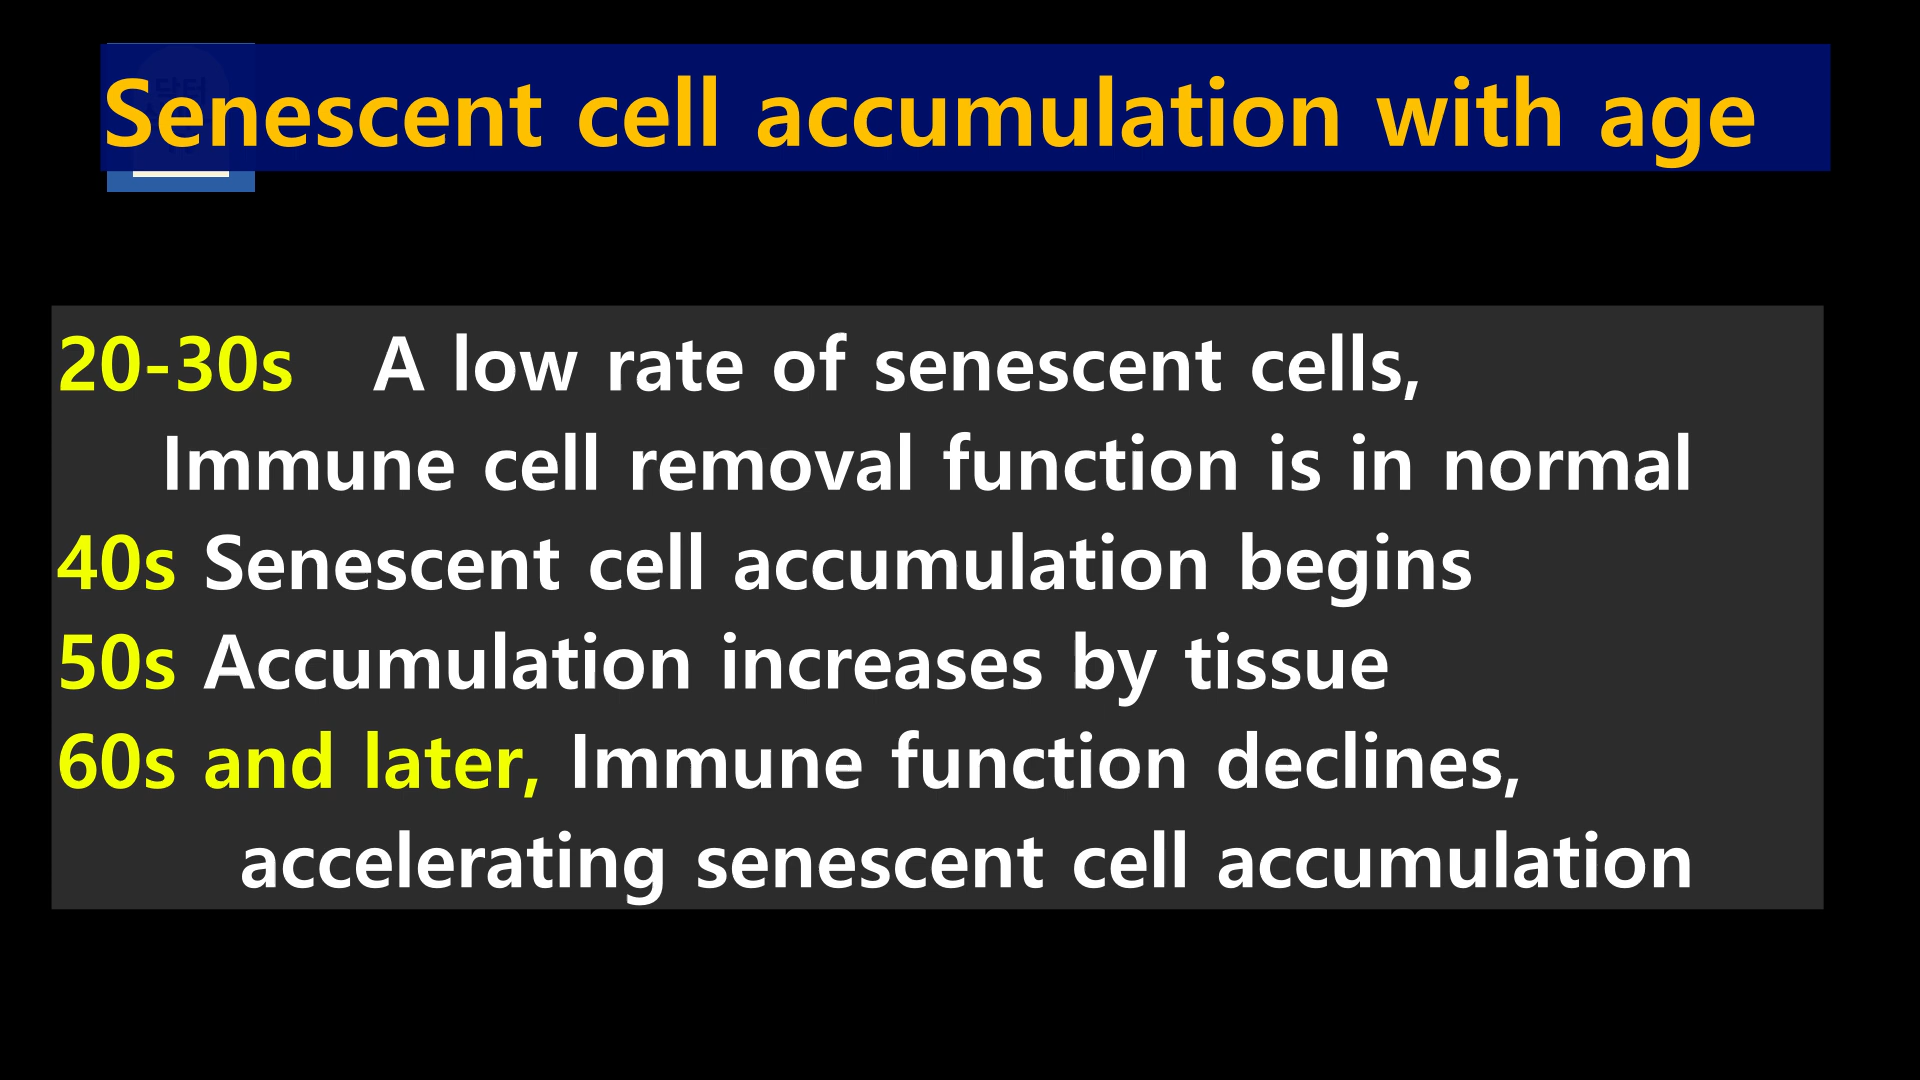 Senescent cell accumulation with age
20-30s A low rate of senescent cells,
Immune cell removal function is in normal
40s Senescent cell accumulation begins
50s Accumulation increases by tissue
60s and later, Immune function declines,
accelerating senescent cell accumulation